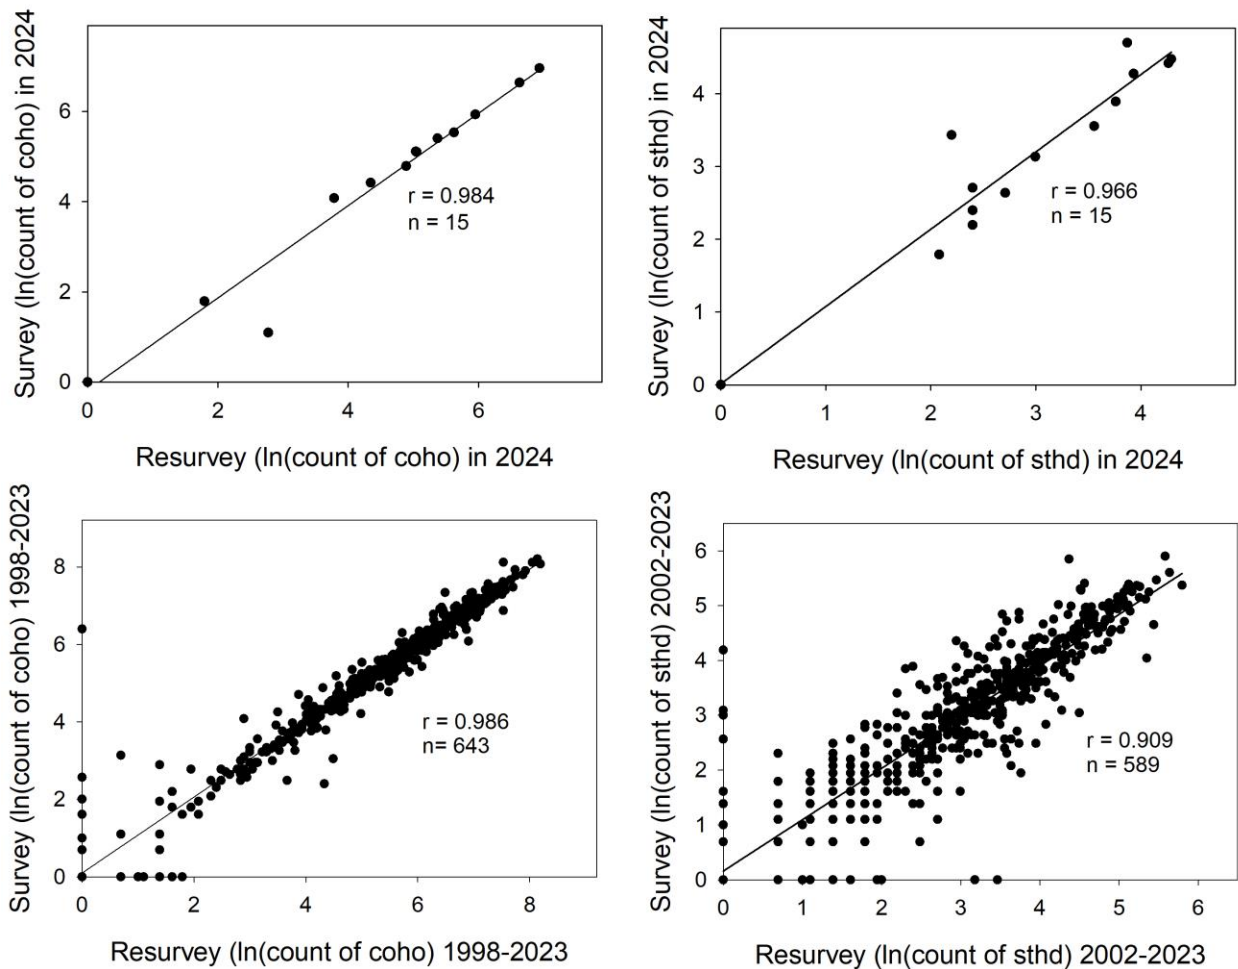 Survey (ln(count of coho) in 2024
6
4
2
0
r = 0.984
n = 15
0 2 4 6
Resurvey (ln(count of coho) in 2024
Survey (ln(count of sthd) in 2024
4
3
2
1
0
r = 0.966
n = 15
0 1 2 3 4
Resurvey (ln(count of sthd) in 2024
Survey (ln(count of coho) 1998-2023
8
6
4
2
0
r = 0.986
n= 643
0 2 4 6 8
Resurvey (ln(count of coho) 1998-2023
Survey (ln(count of sthd) 2002-2023
6
5
4
3
2
1
0
r = 0.909
n = 589
0 1 2 3 4 5 6
Resurvey (ln(count of sthd) 2002-2023